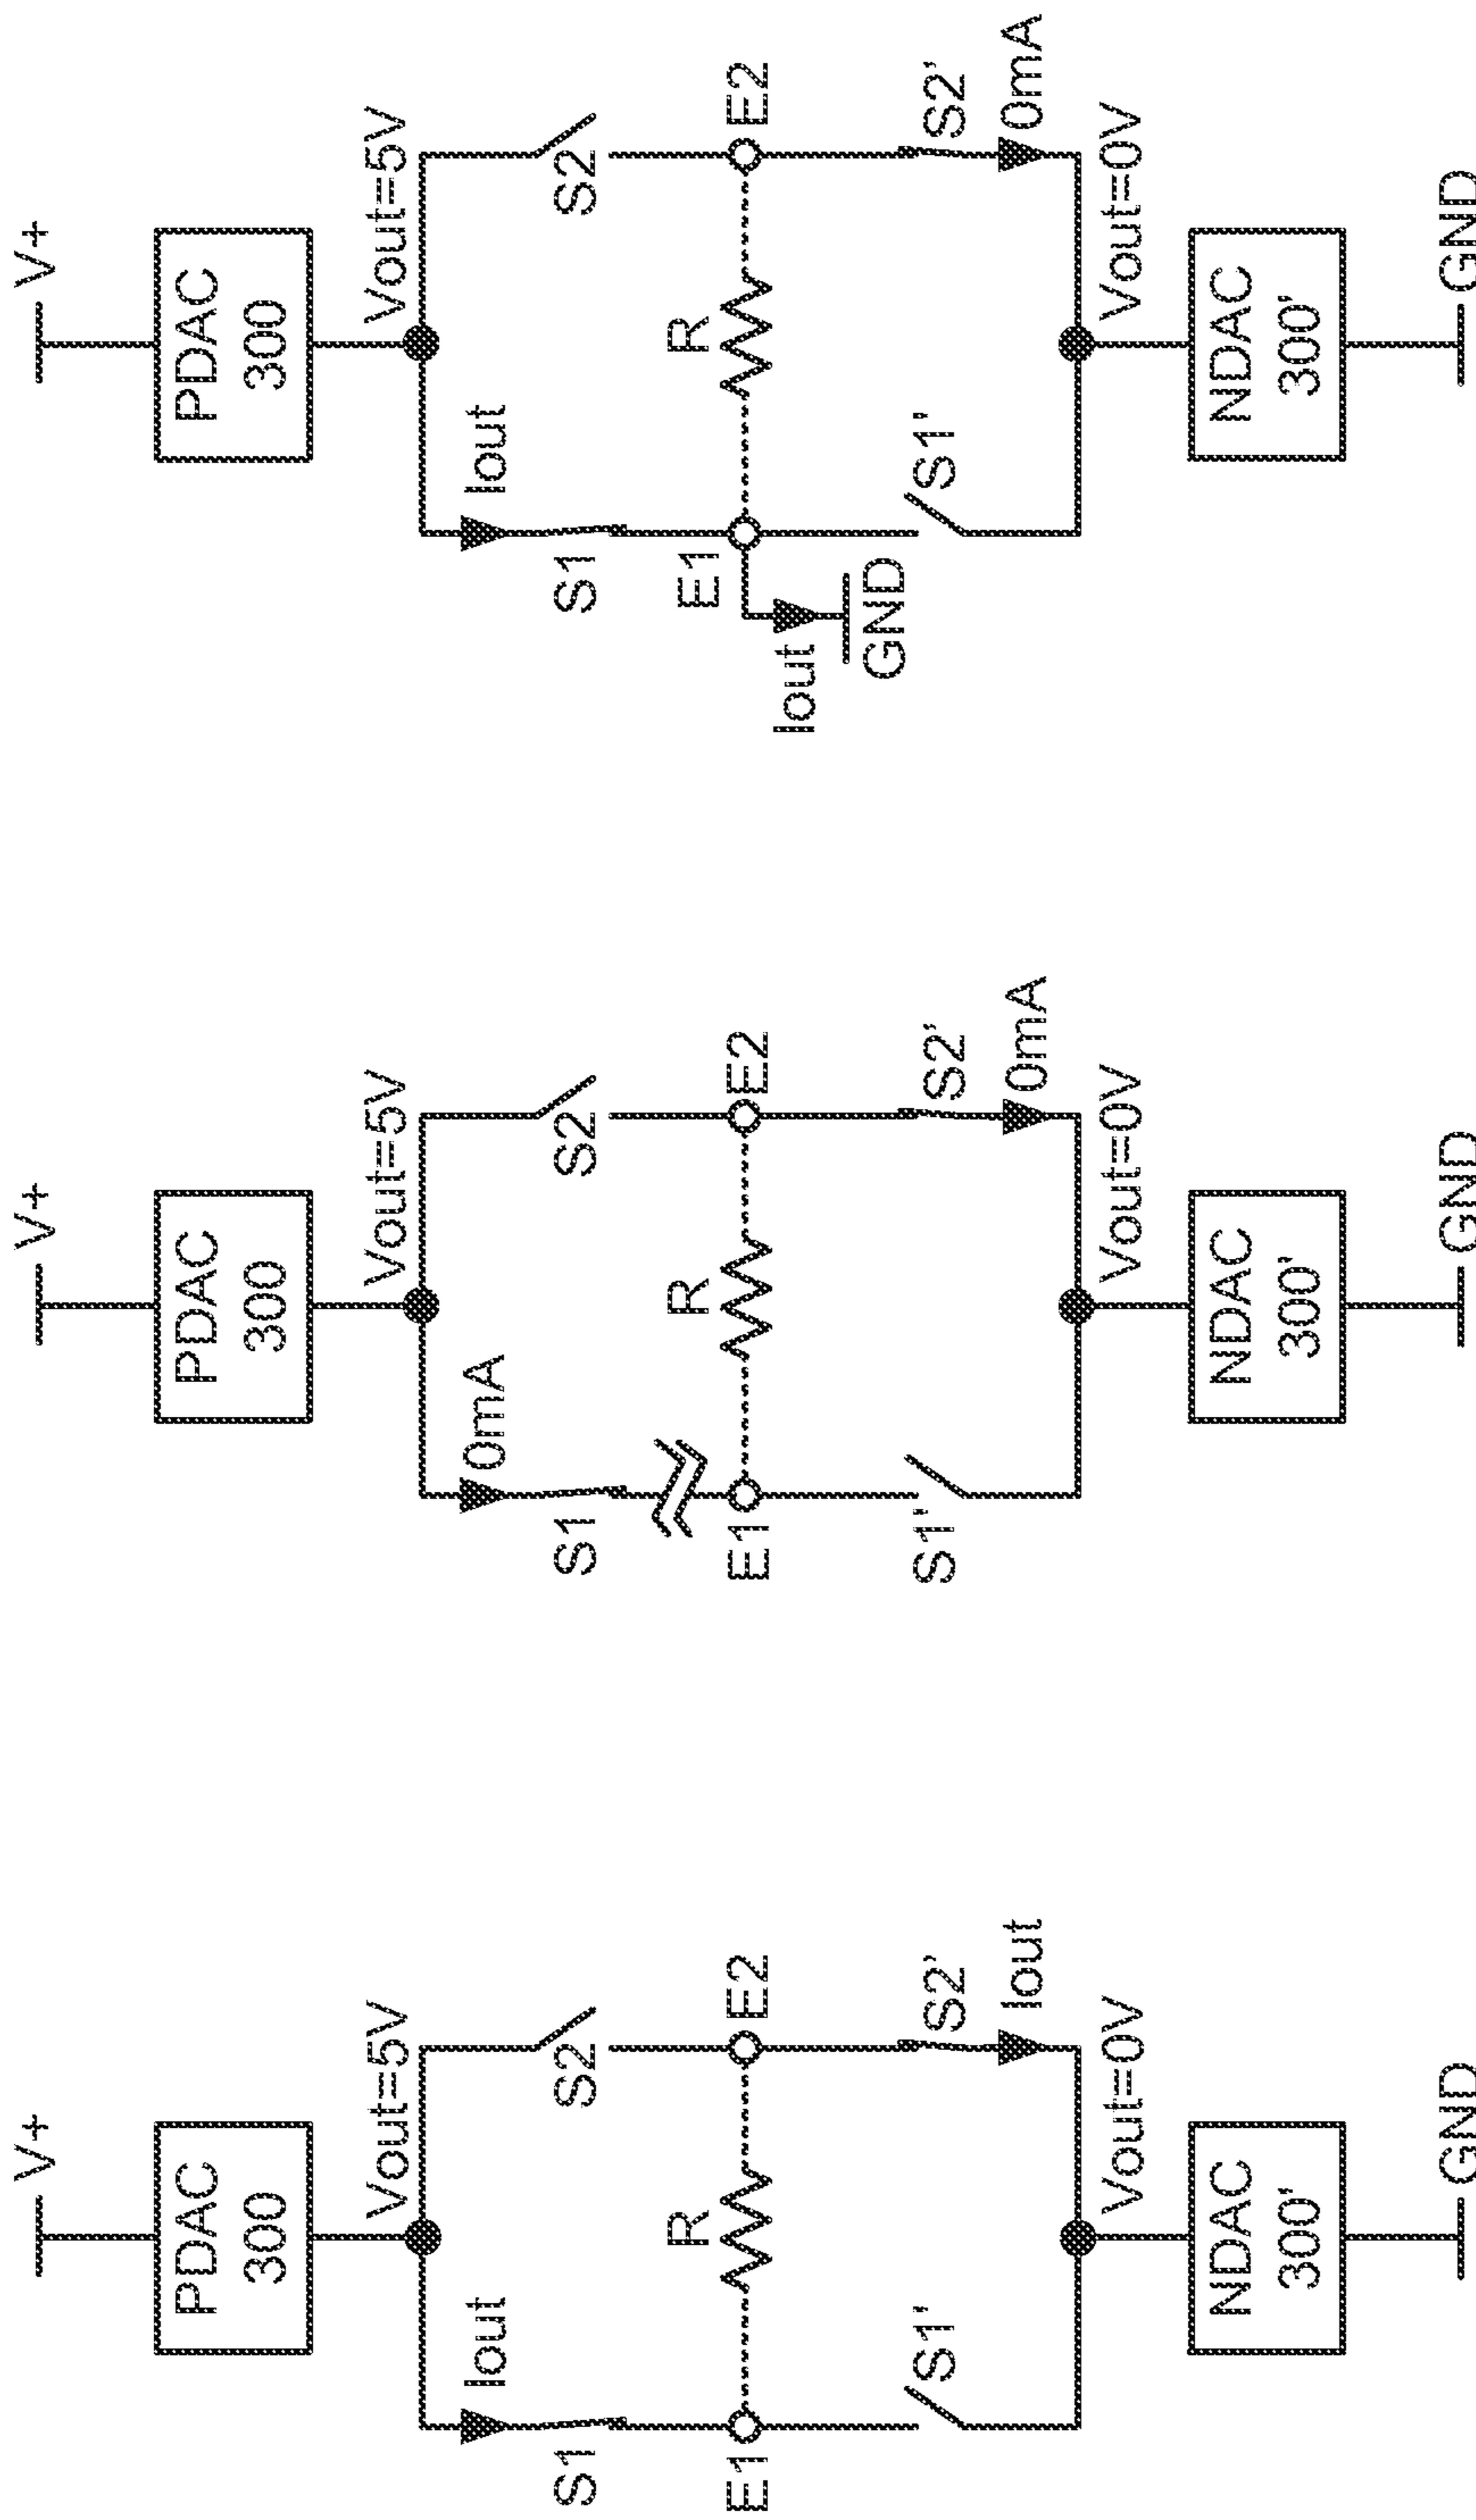 V+
PDAC
300
Vout=5V
Iout
S1
S2
R
E1
E2
S1'
S2'
Iout
Vout=0V
NDAC
300'
GND
V+
PDAC
300
Vout=5V
0mA
S1
S2
R
E1
E2
S1'
S2'
0mA
Vout=0V
NDAC
300'
GND
V+
PDAC
300
Vout=5V
Iout
S1
S2
R
E1
E2
Iout
GND
S1'
S2'
0mA
Vout=0V
NDAC
300'
GND